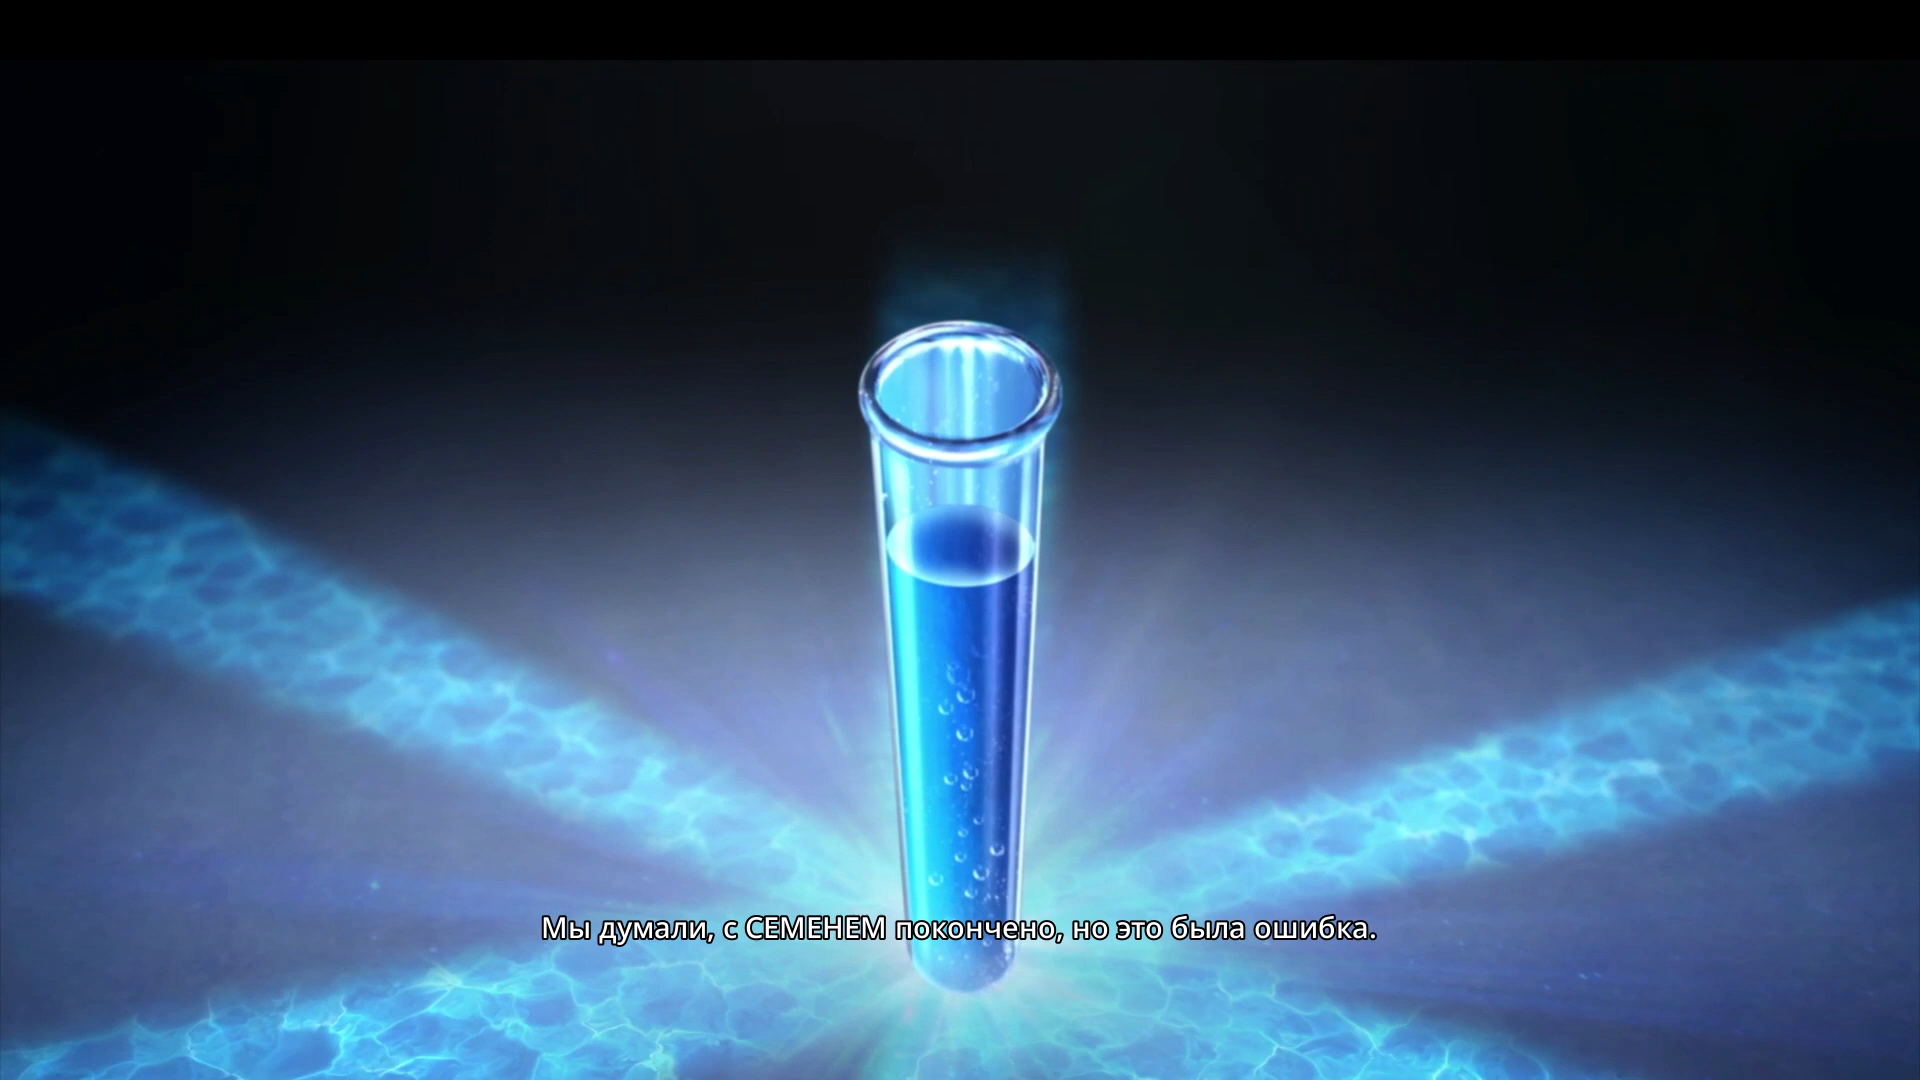 Мы думали, с СЕМЕНЕМ покончено, но это была ошибка.